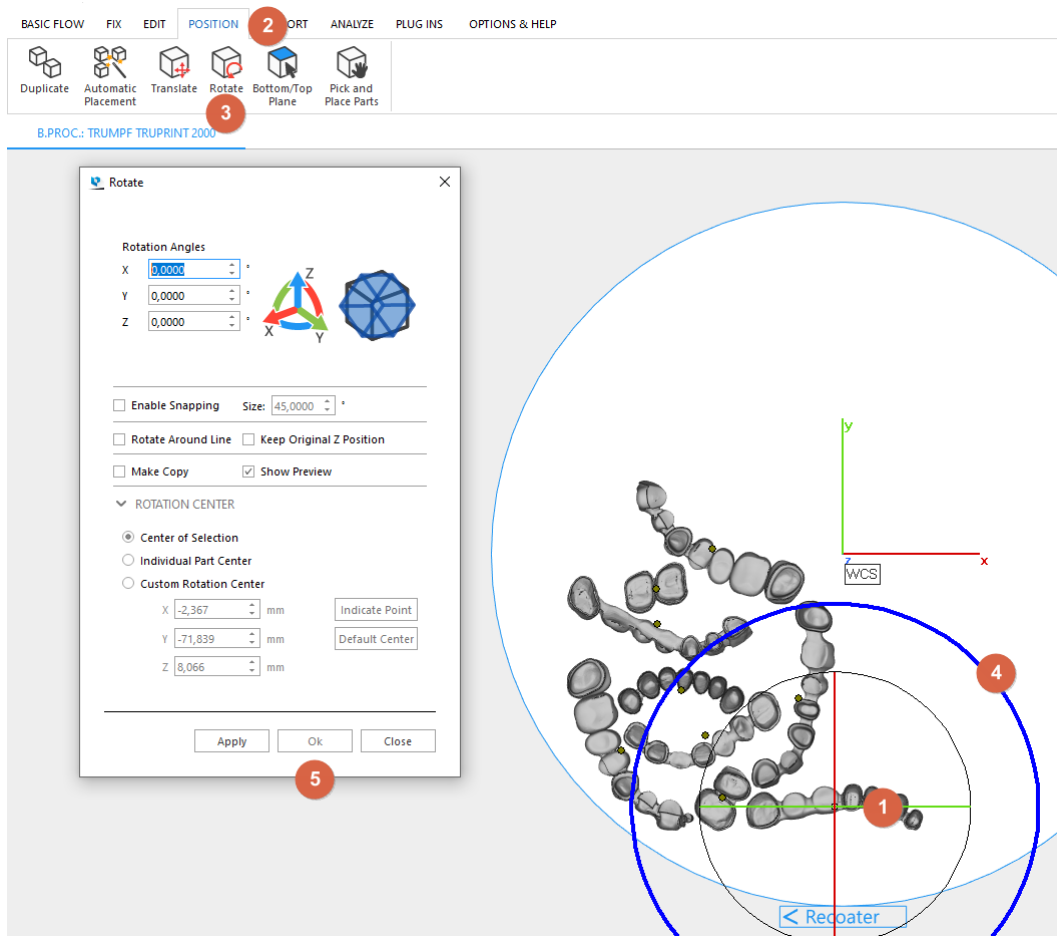 BASIC FLOW FIX EDIT POSITION 2 ORT ANALYZE PLUG INS OPTIONS & HELP
Duplicate Automatic Placement Translate Rotate Bottom/Top Plane Pick and Place Parts
3
B.PROC.: TRUMPF TRUPRINT 2000
Rotate
Rotation Angles
X 0,0000 °
Y 0,0000 °
Z 0,0000 °
Z
X Y
Enable Snapping Size: 45,0000 °
Rotate Around Line Keep Original Z Position
Make Copy Show Preview
ROTATION CENTER
Center of Selection
Individual Part Center
Custom Rotation Center
X -2,367 mm Indicate Point
Y -71,839 mm Default Center
Z 8,066 mm
Apply Ok Close
5
y
x
z
WCS
4
1
< Recoater